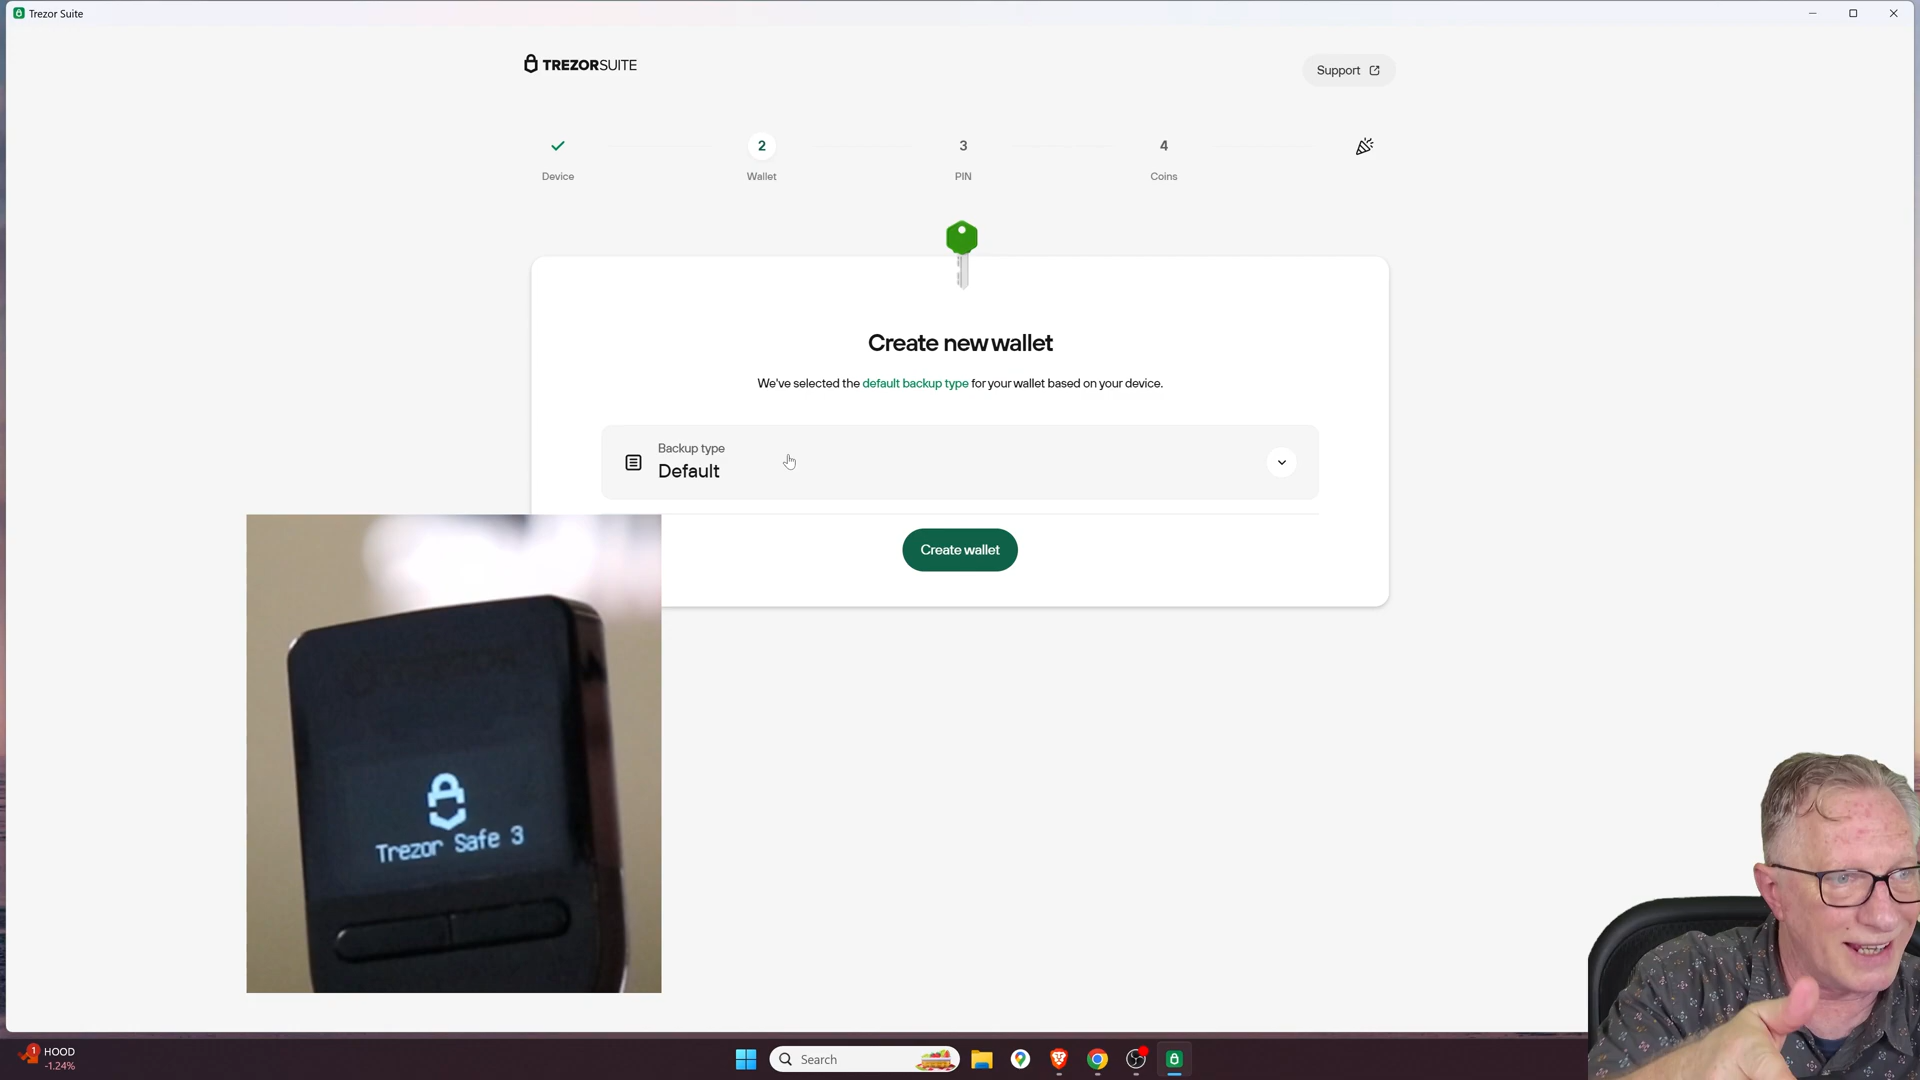 Trezor Suite
TREZORSUITE
Support
2
3
4
Device
Wallet
PIN
Coins
Create new wallet
We've selected the default backup type for your wallet based on your device.
Backup type
Default
Create wallet
Trezor Safe 3
1
HOOD
-1.24%
Search